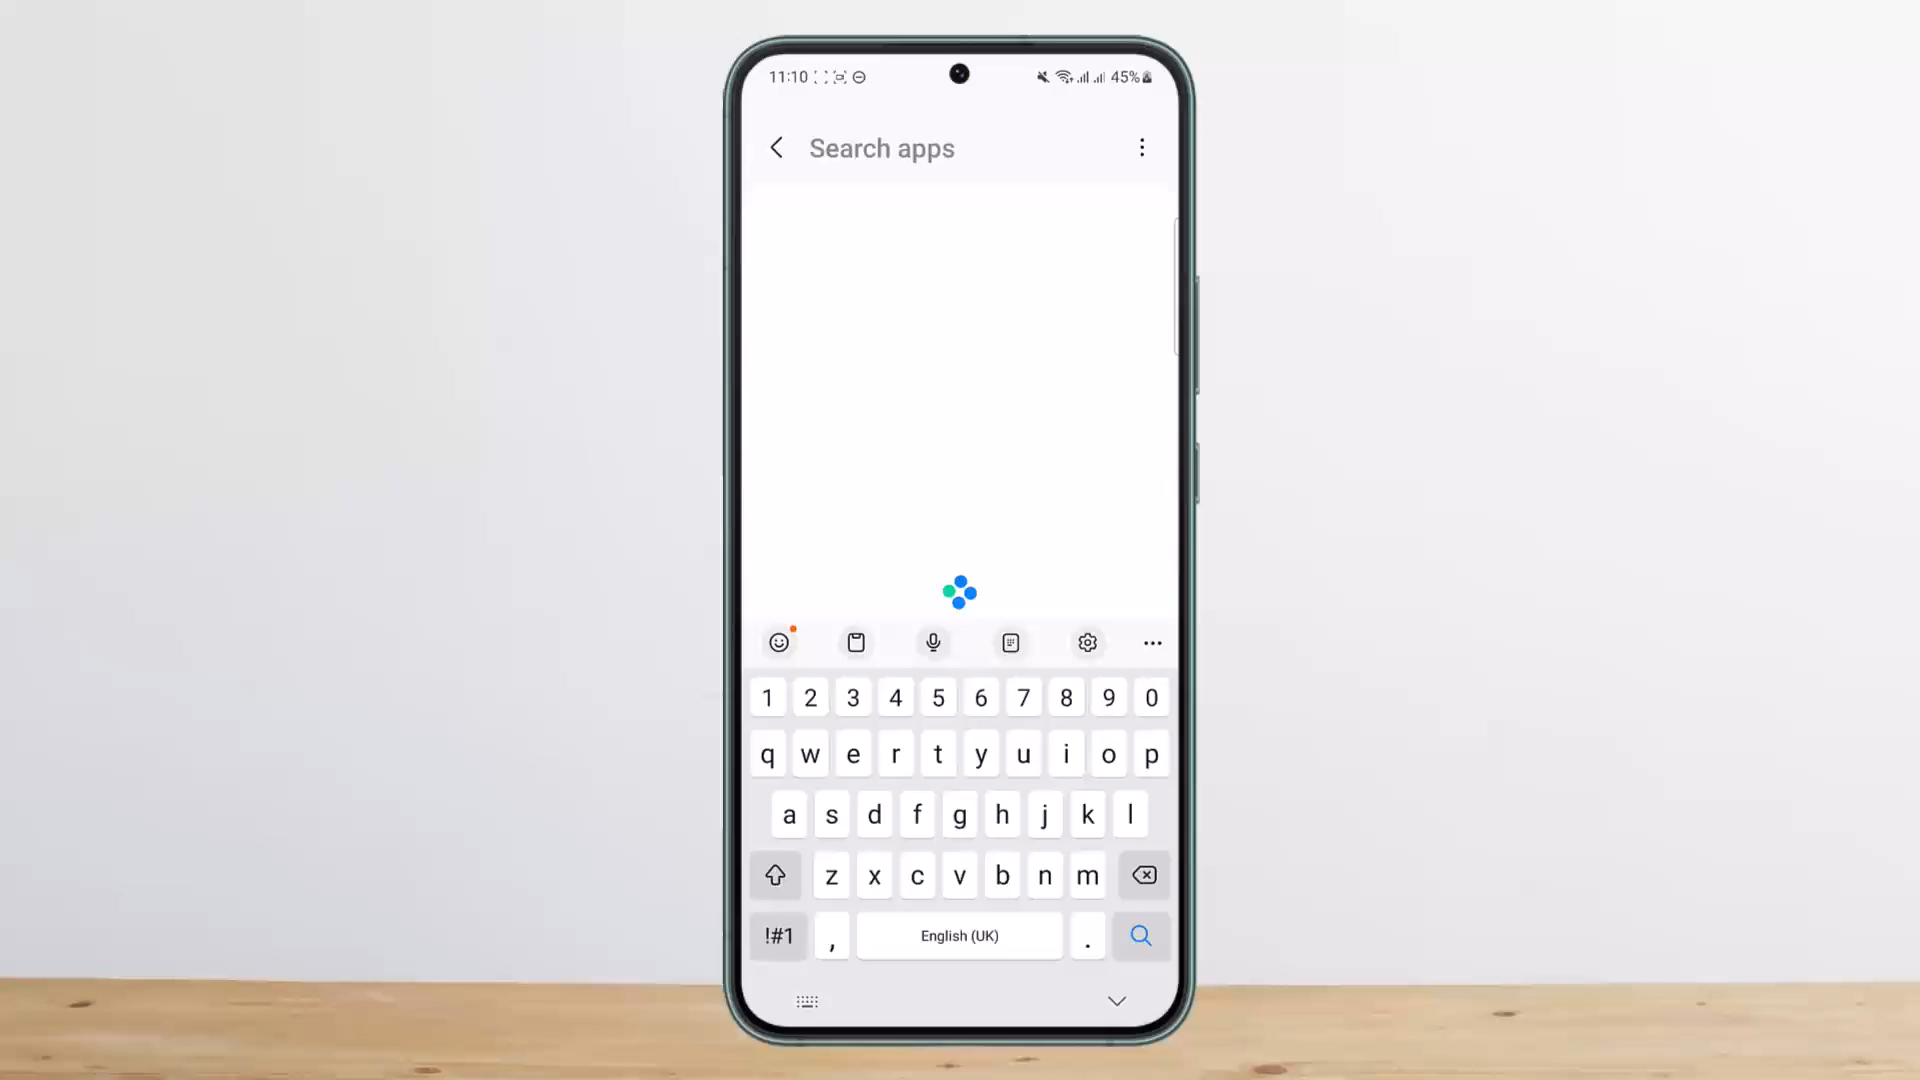 11:10 45%
Search apps
1 2 3 4 5 6 7 8 9 0
q w e r t y u i o p
a s d f g h j k l
z x c v b n m
!#1 , English (UK) .